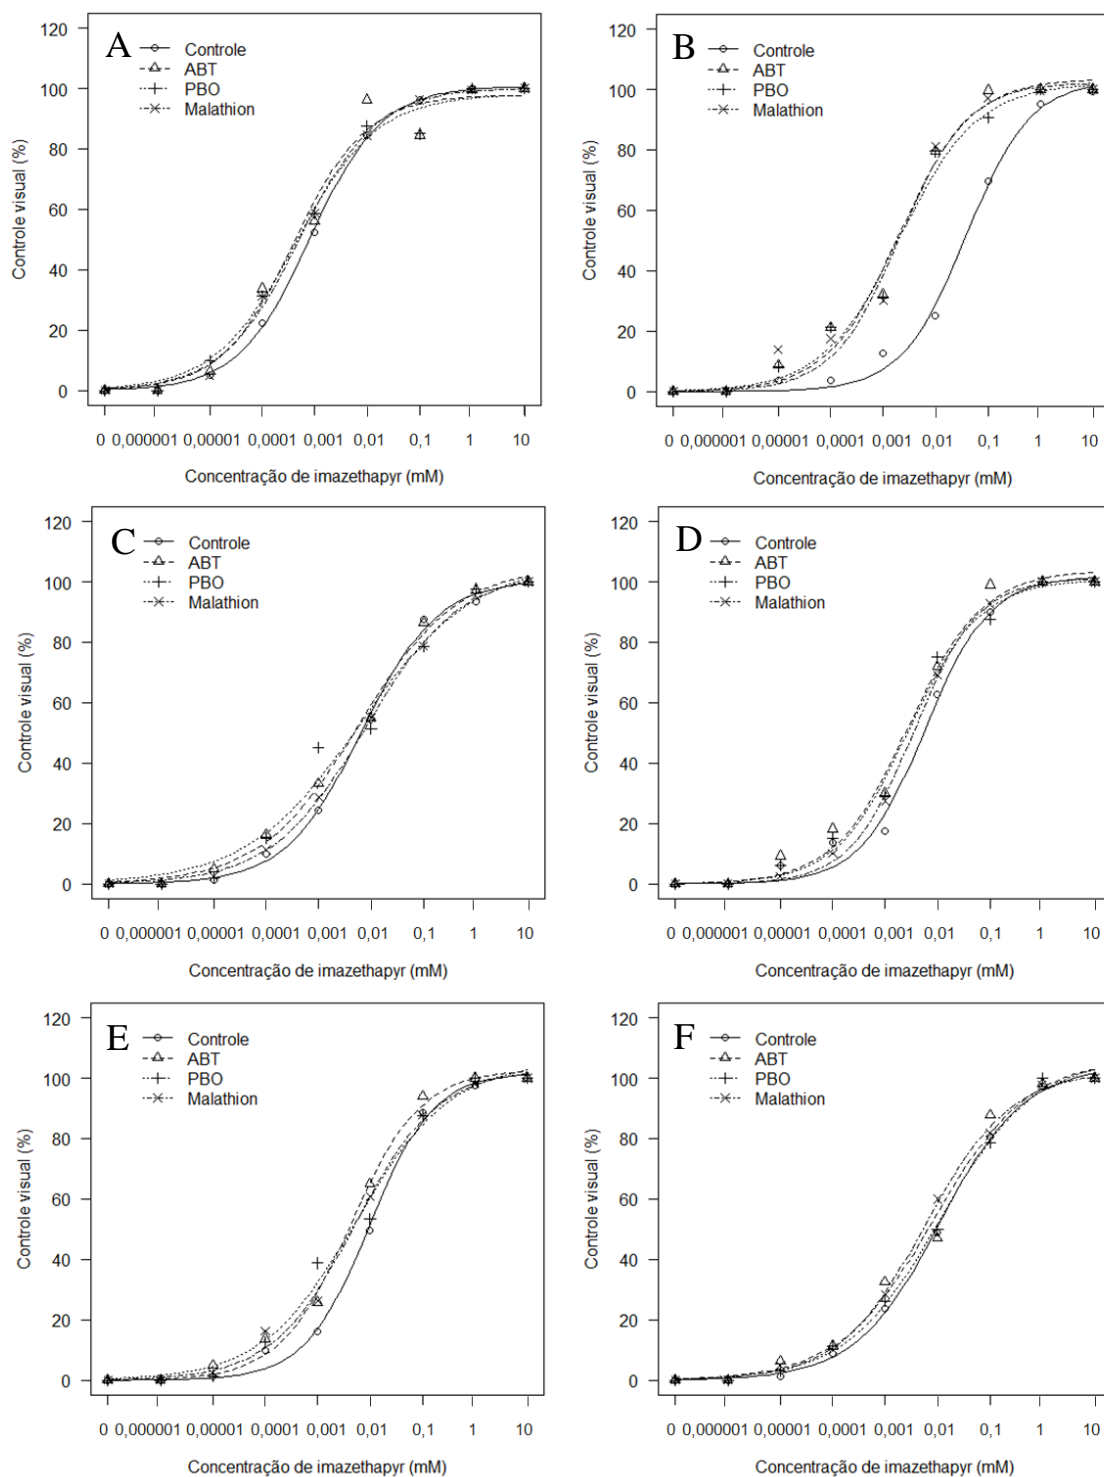 A
Controle
ABT
PBO
Malathion
120
100
80
60
40
20
0
Controle visual (%)
0 0,000001 0,00001 0,0001 0,001 0,01 0,1 1 10
Concentração de imazethapyr (mM)
B
Controle
ABT
PBO
Malathion
120
100
80
60
40
20
0
Controle visual (%)
0 0,000001 0,00001 0,0001 0,001 0,01 0,1 1 10
Concentração de imazethapyr (mM)
C
Controle
ABT
PBO
Malathion
120
100
80
60
40
20
0
Controle visual (%)
0 0,000001 0,00001 0,0001 0,001 0,01 0,1 1 10
Concentração de imazethapyr (mM)
D
Controle
ABT
PBO
Malathion
120
100
80
60
40
20
0
Controle visual (%)
0 0,000001 0,00001 0,0001 0,001 0,01 0,1 1 10
Concentração de imazethapyr (mM)
E
Controle
ABT
PBO
Malathion
120
100
80
60
40
20
0
Controle visual (%)
0 0,000001 0,00001 0,0001 0,001 0,01 0,1 1 10
Concentração de imazethapyr (mM)
F
Controle
ABT
PBO
Malathion
120
100
80
60
40
20
0
Controle visual (%)
0 0,000001 0,00001 0,0001 0,001 0,01 0,1 1 10
Concentração de imazethapyr (mM)